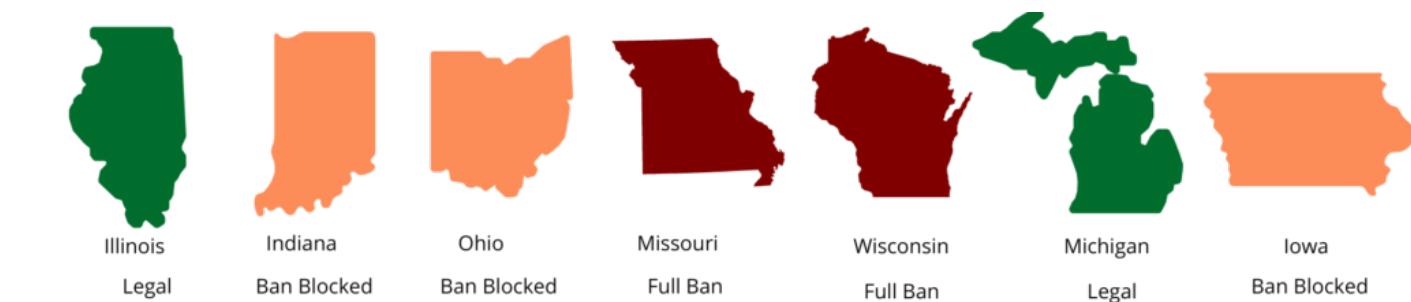 Illinois
Indiana
Ohio
Missouri
Wisconsin
Michigan
Iowa
Legal
Ban Blocked
Ban Blocked
Full Ban
Full Ban
Legal
Ban Blocked